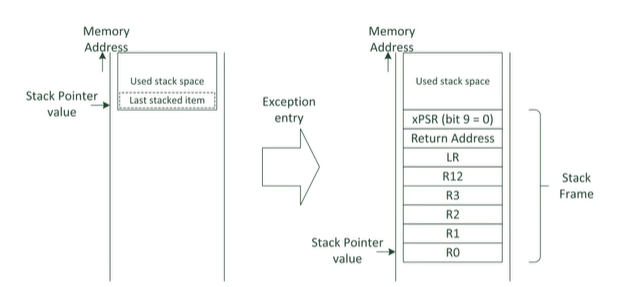 Memory
Address
Used stack space
Last stacked item
Stack Pointer
value
Exception
entry
Memory
Address
Used stack space
xPSR (bit 9 = 0)
Return Address
LR
R12
R3
R2
R1
R0
Stack Pointer
value
Stack
Frame